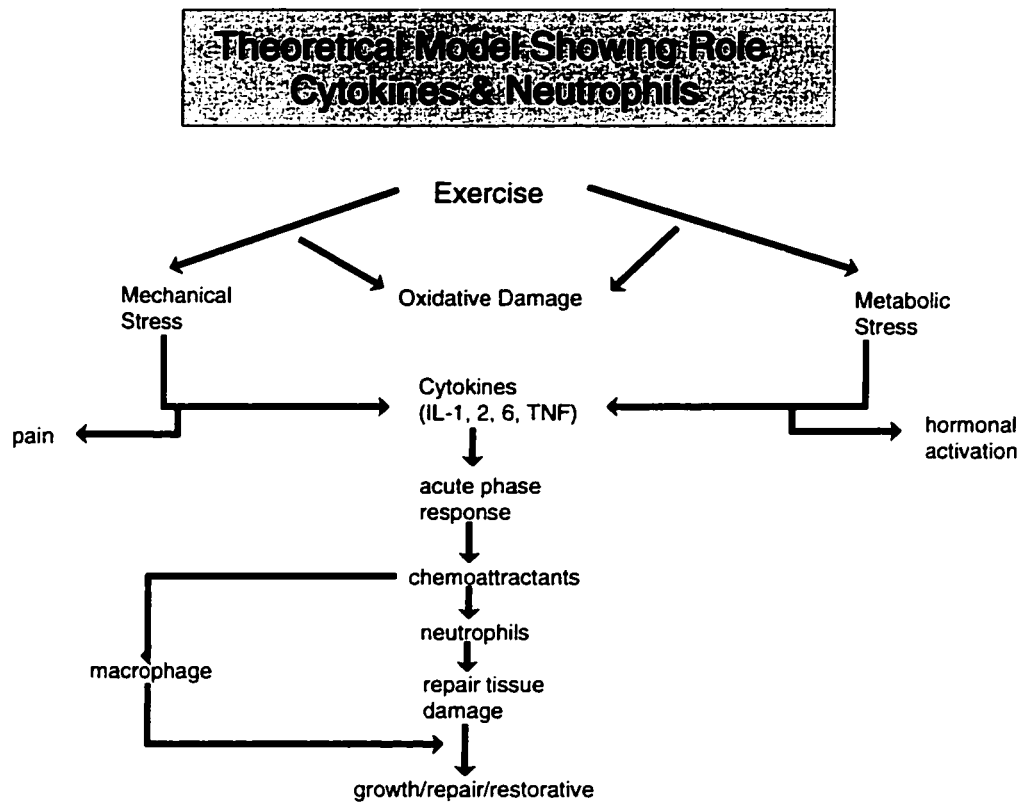 Theoretical Model Showing Role
Cytokines & Neutrophils
Exercise
Mechanical
Stress
Oxidative Damage
Metabolic
Stress
Cytokines
(IL-1, 2, 6, TNF)
pain
hormonal
activation
acute phase
response
chemoattractants
neutrophils
macrophage
repair tissue
damage
growth/repair/restorative